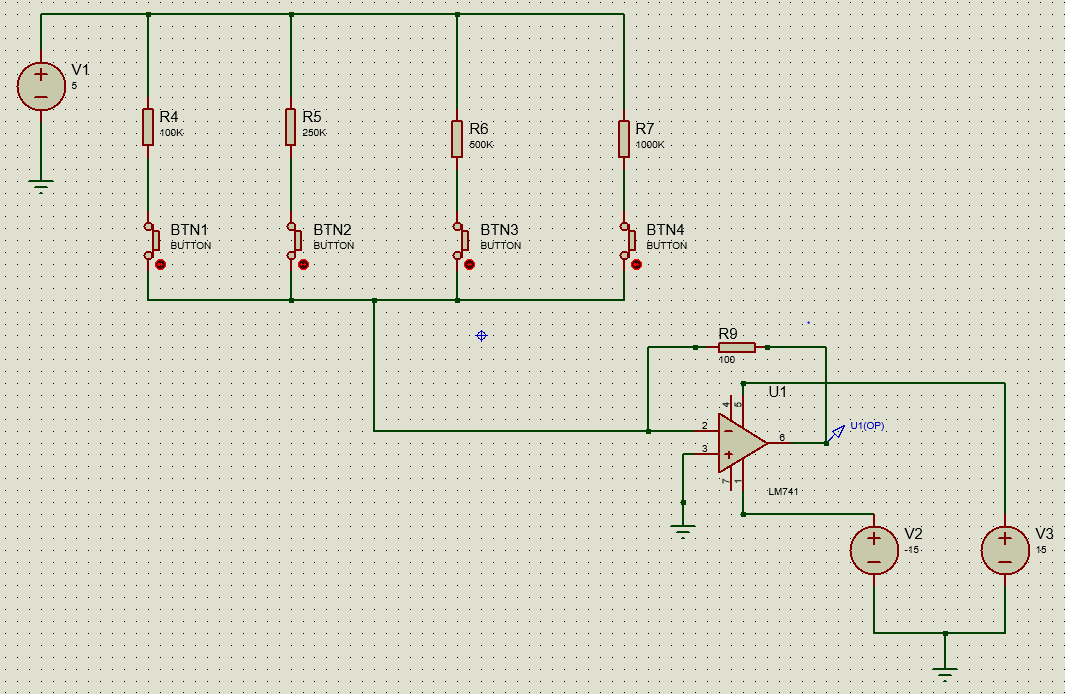 V1
5
R4
100K
R5
250K
R6
500K
R7
1000K
BTN1
BUTTON
BTN2
BUTTON
BTN3
BUTTON
BTN4
BUTTON
R9
100
U1
4
5
2
6
U1(OP)
3
7
1
LM741
V2
-15
V3
15